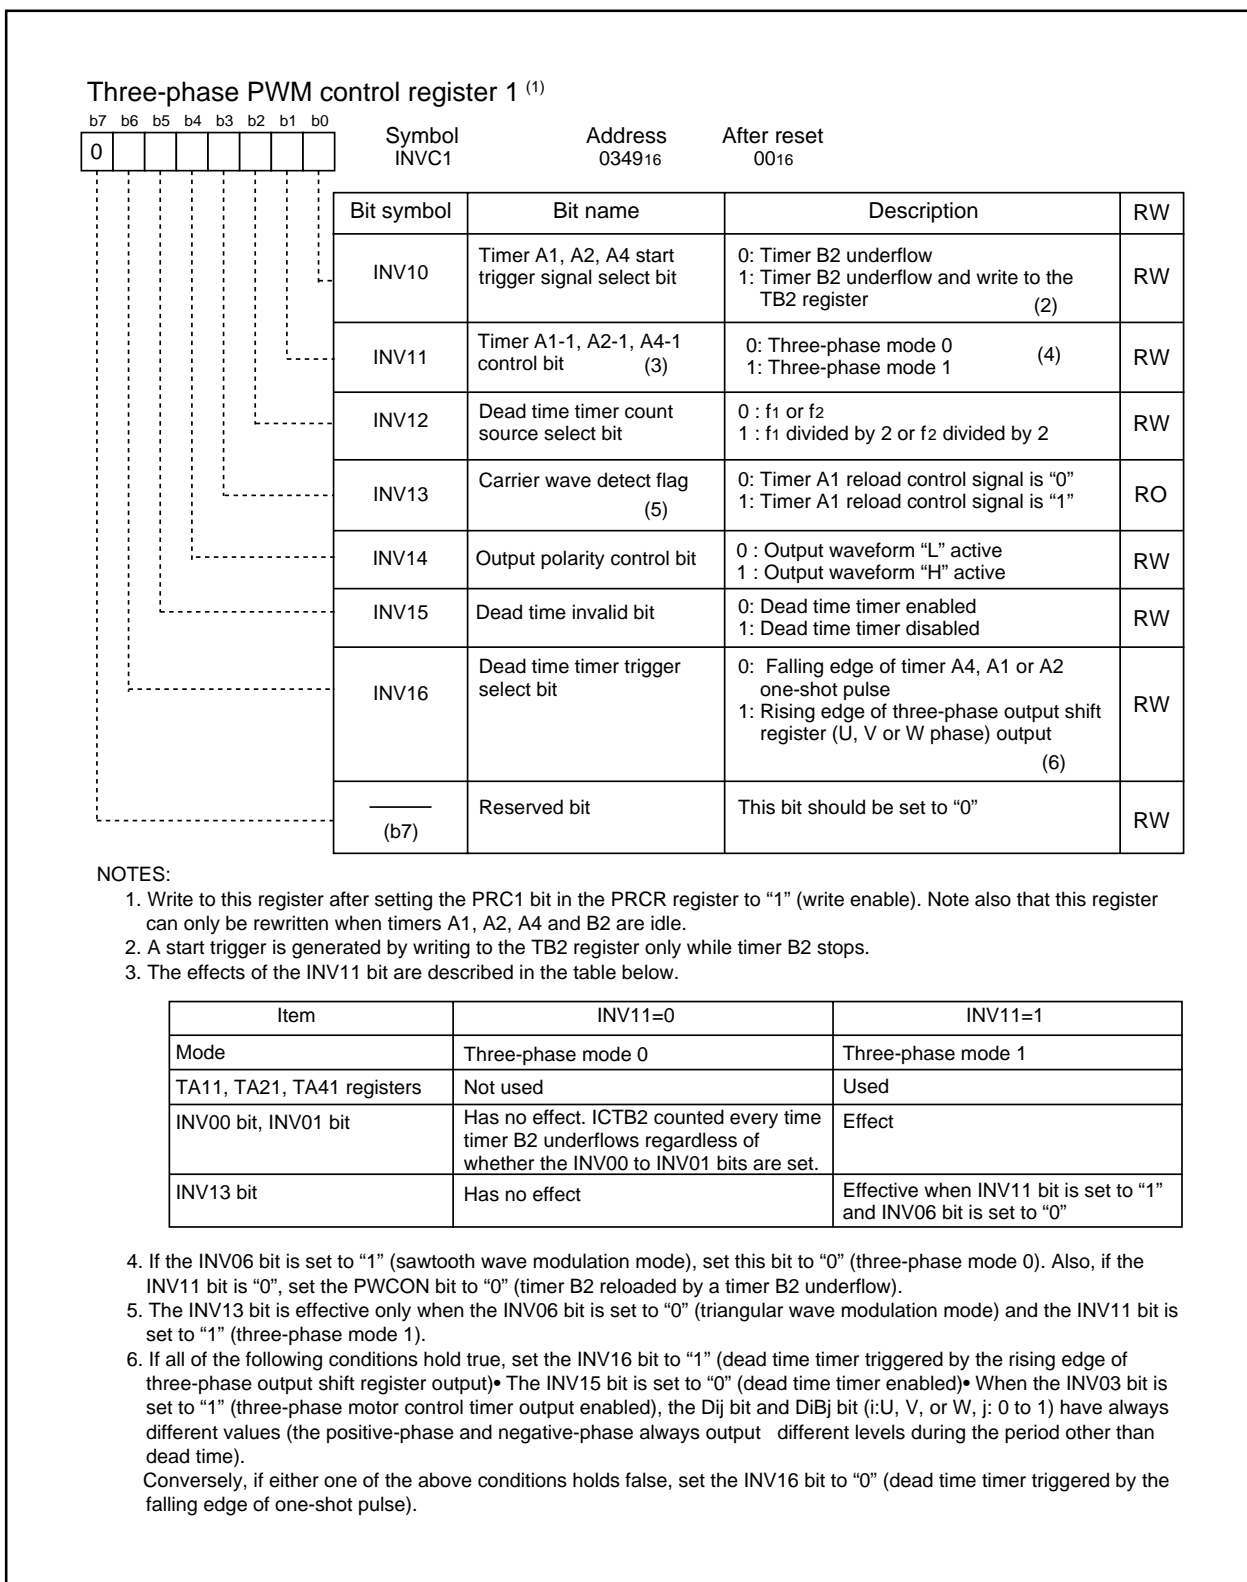 Three-phase PWM control register 1 (1)
b7 b6 b5 b4 b3 b2 b1 b0
0
Symbol Address After reset
INVC1 034916 0016
Bit symbol Bit name Description RW
INV10 Timer A1, A2, A4 start trigger signal select bit
0: Timer B2 underflow
1: Timer B2 underflow and write to the
TB2 register (2)
RW
INV11 Timer A1-1, A2-1, A4-1
control bit (3)
0: Three-phase mode 0 (4)
1: Three-phase mode 1
RW
INV12 Dead time timer count
source select bit
0 : f1 or f2
1 : f1 divided by 2 or f2 divided by 2
RW
INV13 Carrier wave detect flag
(5)
0: Timer A1 reload control signal is “0”
1: Timer A1 reload control signal is “1”
RO
INV14 Output polarity control bit
0 : Output waveform “L” active
1 : Output waveform “H” active
RW
INV15 Dead time invalid bit
0: Dead time timer enabled
1: Dead time timer disabled
RW
INV16 Dead time timer trigger
select bit
0: Falling edge of timer A4, A1 or A2
one-shot pulse
1: Rising edge of three-phase output shift
register (U, V or W phase) output
(6)
RW
(b7) Reserved bit This bit should be set to “0” RW
NOTES:
1. Write to this register after setting the PRC1 bit in the PRCR register to “1” (write enable). Note also that this register
can only be rewritten when timers A1, A2, A4 and B2 are idle.
2. A start trigger is generated by writing to the TB2 register only while timer B2 stops.
3. The effects of the INV11 bit are described in the table below.
Item INV11=0 INV11=1
Mode Three-phase mode 0 Three-phase mode 1
TA11, TA21, TA41 registers Not used Used
INV00 bit, INV01 bit
Has no effect. ICTB2 counted every time
timer B2 underflows regardless of
whether the INV00 to INV01 bits are set.
Effect
INV13 bit Has no effect
Effective when INV11 bit is set to “1”
and INV06 bit is set to “0”
4. If the INV06 bit is set to “1” (sawtooth wave modulation mode), set this bit to “0” (three-phase mode 0). Also, if the
INV11 bit is “0”, set the PWCON bit to “0” (timer B2 reloaded by a timer B2 underflow).
5. The INV13 bit is effective only when the INV06 bit is set to “0” (triangular wave modulation mode) and the INV11 bit is
set to “1” (three-phase mode 1).
6. If all of the following conditions hold true, set the INV16 bit to “1” (dead time timer triggered by the rising edge of
three-phase output shift register output)• The INV15 bit is set to “0” (dead time timer enabled)• When the INV03 bit is
set to “1” (three-phase motor control timer output enabled), the Dij bit and DiBj bit (i:U, V, or W, j: 0 to 1) have always
different values (the positive-phase and negative-phase always output different levels during the period other than
dead time).
Conversely, if either one of the above conditions holds false, set the INV16 bit to “0” (dead time timer triggered by the
falling edge of one-shot pulse).